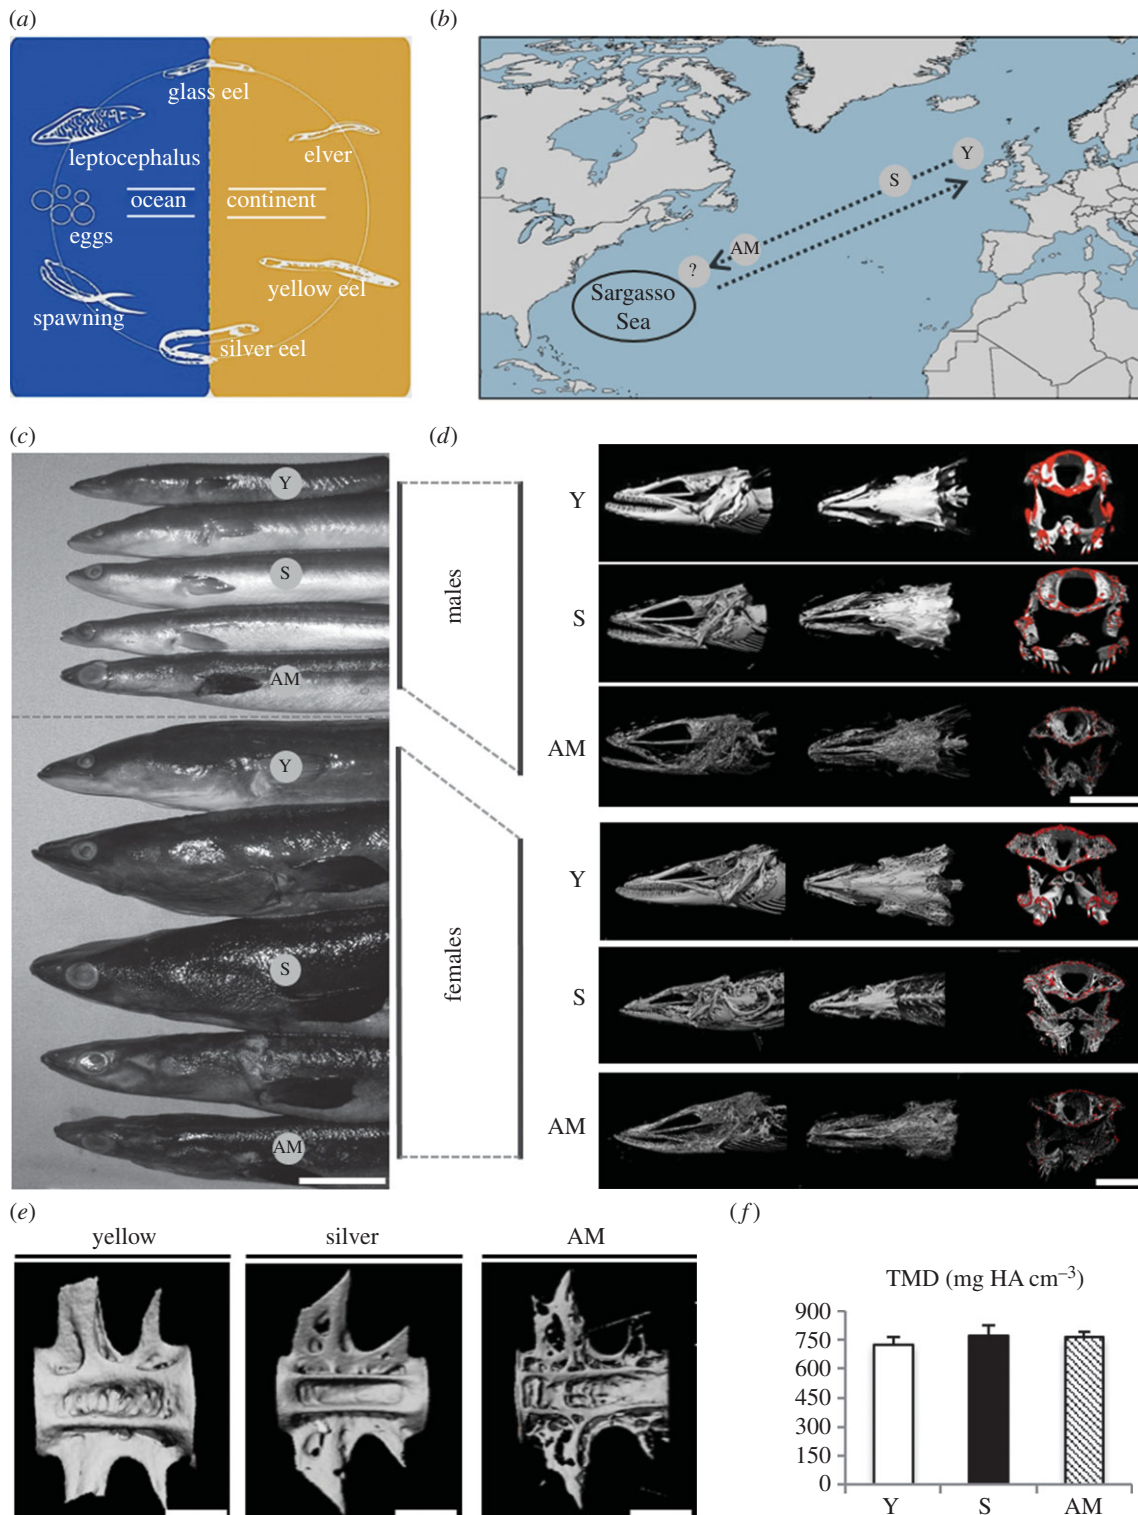 (a)
glass eel
leptocephalus
elver
ocean
continent
eggs
yellow eel
spawning
silver eel
(b)
Y
S
AM
?
Sargasso
Sea
(c)
Y
S
AM
Y
S
AM
males
females
(d)
Y
S
AM
Y
S
AM
(e)
yellow
silver
AM
(f)
TMD (mg HA cm⁻³)
900
750
600
450
300
150
0
Y
S
AM